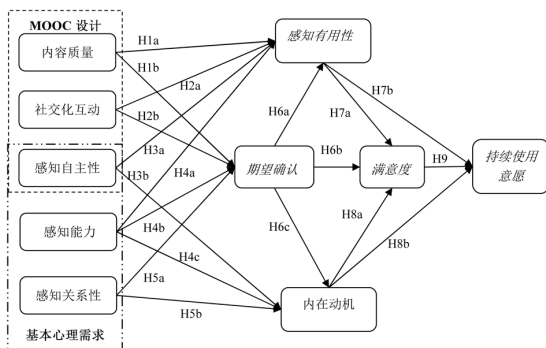 MOOC 设计
内容质量
社交化互动
感知自主性
感知能力
感知关系性
基本心理需求
H1a
H1b
H2a
H2b
H3a
H3b
H4a
H4b
H4c
H5a
H5b
感知有用性
期望确认
内在动机
H6a
H6b
H6c
H7a
H7b
满意度
H8a
H8b
H9
持续使用
意愿